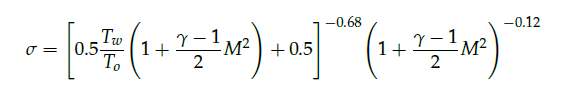 σ = [0.5 T_w/T_o (1 + γ − 1/2 M²) + 0.5]^−0.68 (1 + γ − 1/2 M²)^−0.12